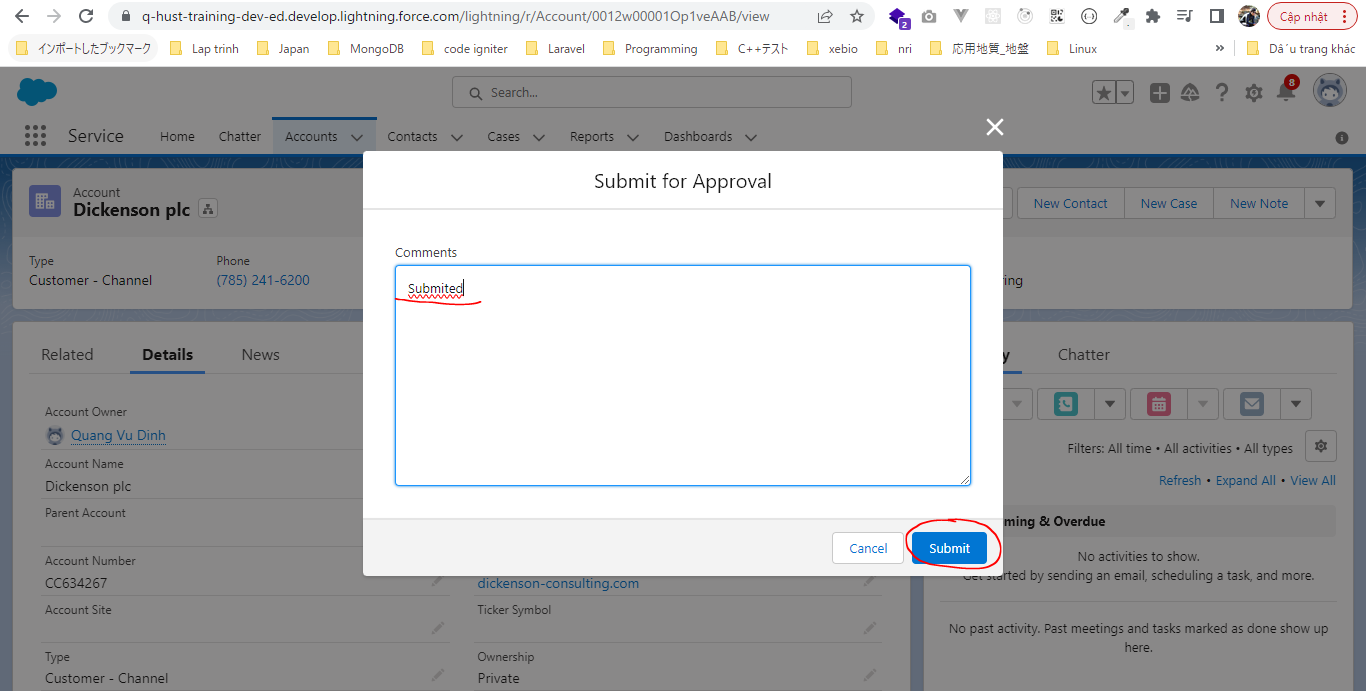 q-hust-training-dev-ed.develop.lightning.force.com/lightning/r/Account/0012w00001Op1veAAB/view
2
Cập nhật
インポートしたブックマーク
Lap trinh
Japan
MongoDB
code igniter
Laravel
Programming
C++テスト
xebio
nri
応用地質_地盤
Linux
»
Dấu trang khác
Search...
8
Service
Home
Chatter
Accounts
Contacts
Cases
Reports
Dashboards
Submit for Approval
Account
Dickenson plc
New Contact
New Case
New Note
Type
Phone
Customer - Channel
(785) 241-6200
ing
Comments
Submited
Related
Details
News
y
Chatter
Account Owner
Quang Vu Dinh
Filters: All time • All activities • All types
Account Name
Dickenson plc
Refresh • Expand All • View All
Parent Account
ming & Overdue
Cancel
Submit
No activities to show.
Get started by sending an email, scheduling a task, and more.
Account Number
CC634267
dickenson-consulting.com
Account Site
Ticker Symbol
No past activity. Past meetings and tasks marked as done show up
here.
Type
Ownership
Customer - Channel
Private